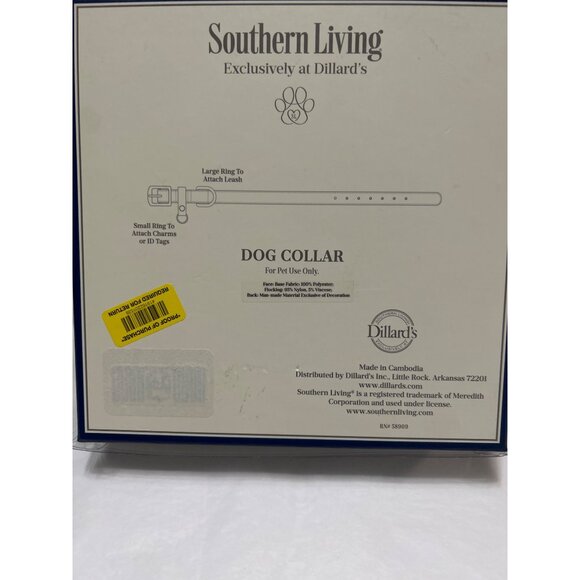 Southern Living
Exclusively at Dillard's
Large Ring To
Attach Leash
Small Ring To
Attach Charms
or ID Tags
DOG COLLAR
For Pet Use Only.
Face: Base Fabric: 100% Polyester;
Flocking: 95% Nylon, 5% Viscose;
Back: Man-made Material Exclusive of Decoration
"PROOF OF PURCHASE"
REQUIRED FOR RETURN
Dillard's
Made in Cambodia
Distributed by Dillard's Inc., Little Rock, Arkansas 72201
www.dillards.com
Southern Living® is a registered trademark of Meredith
Corporation and used under license.
www.southernliving.com
RN# 58909